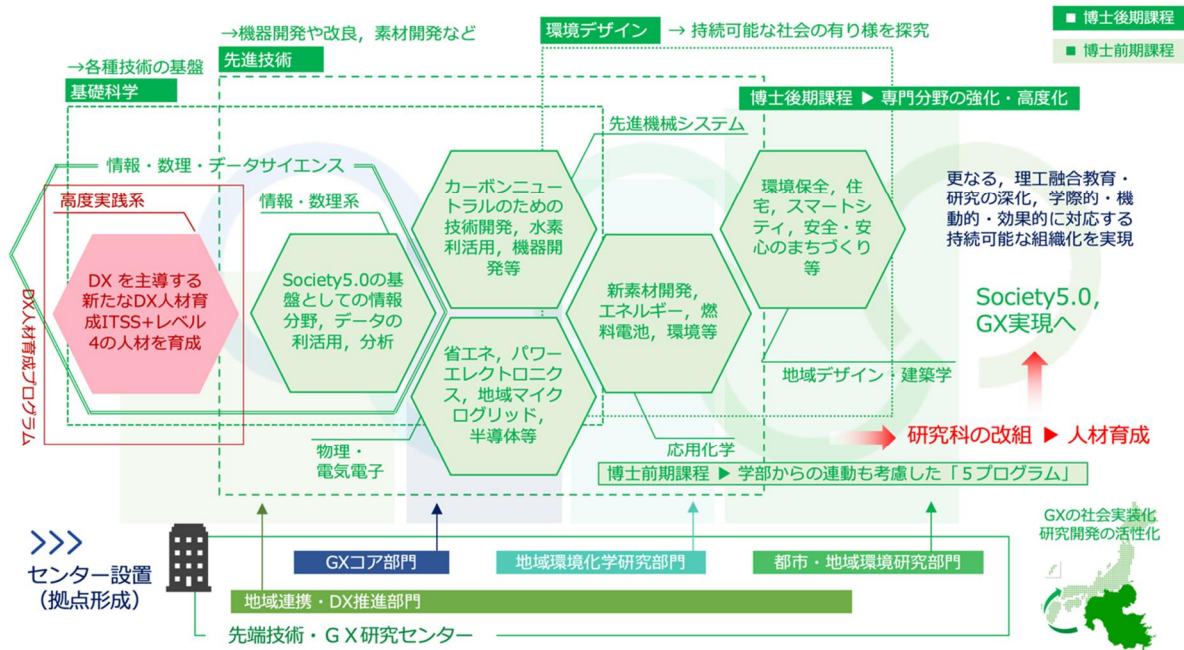 ■ 博士後期課程
■ 博士前期課程
→機器開発や改良，素材開発など
先進技術
環境デザイン
→ 持続可能な社会の有り様を探究
→各種技術の基盤
基礎科学
博士後期課程 ▶ 専門分野の強化・高度化
先進機械システム
情報・数理・データサイエンス
高度実践系
情報・数理系
カーボンニュー
トラルのための
技術開発，水素
利活用，機器開
発等
環境保全，住
宅，スマートシ
ティ，安全・安
心のまちづくり
等
更なる，理工融合教育・
研究の深化，学際的・機
動的・効果的に対応する
持続可能な組織化を実現
DX を主導する
新たなDX人材育
成ITSS+レベル
4の人材を育成
Society5.0の基
盤としての情報
分野，データの
利活用，分析
新素材開発，
エネルギー，燃
料電池，環境等
Society5.0，
GX実現へ
DX人材育成プログラム
省エネ，パワー
エレクトロニク
ス，地域マイク
ログリッド，
半導体等
地域デザイン・建築学
物理・
電気電子
応用化学
研究科の改組 ▶ 人材育成
博士前期課程 ▶ 学部からの連動も考慮した「５プログラム」
GXの社会実装化
研究開発の活性化
センター設置
（拠点形成）
GXコア部門
地域環境化学研究部門
都市・地域環境研究部門
地域連携・DX推進部門
先端技術・ＧＸ研究センター